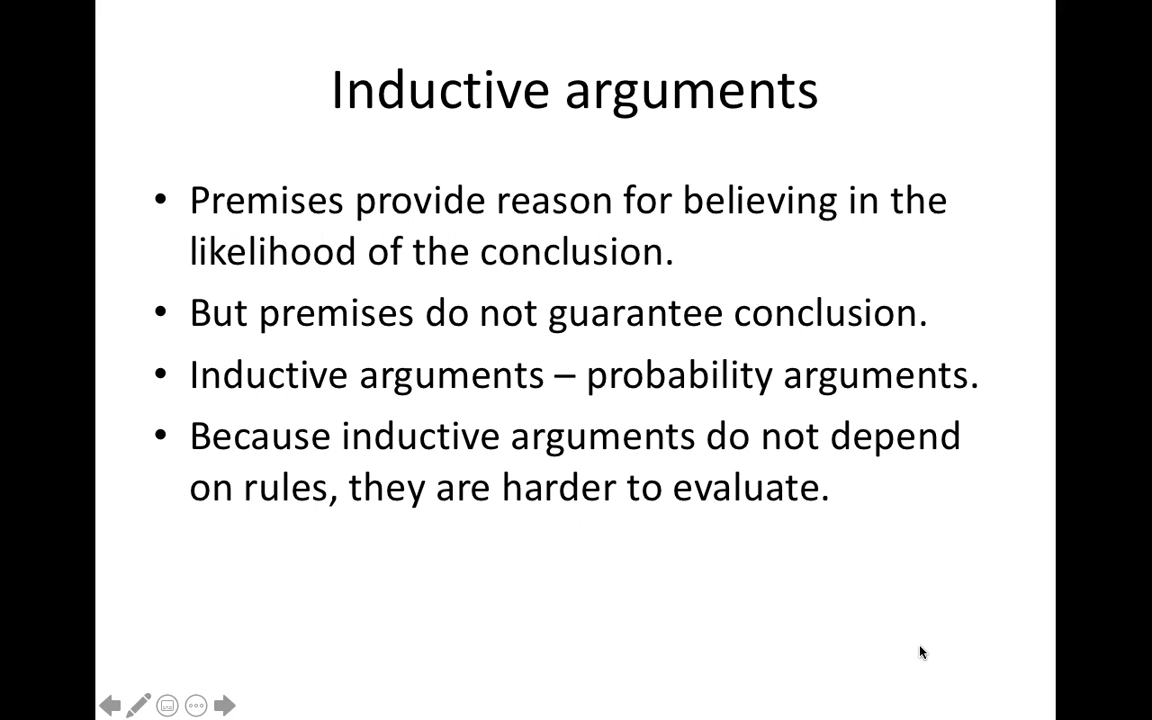 Inductive arguments
• Premises provide reason for believing in the
likelihood of the conclusion.
• But premises do not guarantee conclusion.
• Inductive arguments – probability arguments.
• Because inductive arguments do not depend
on rules, they are harder to evaluate.